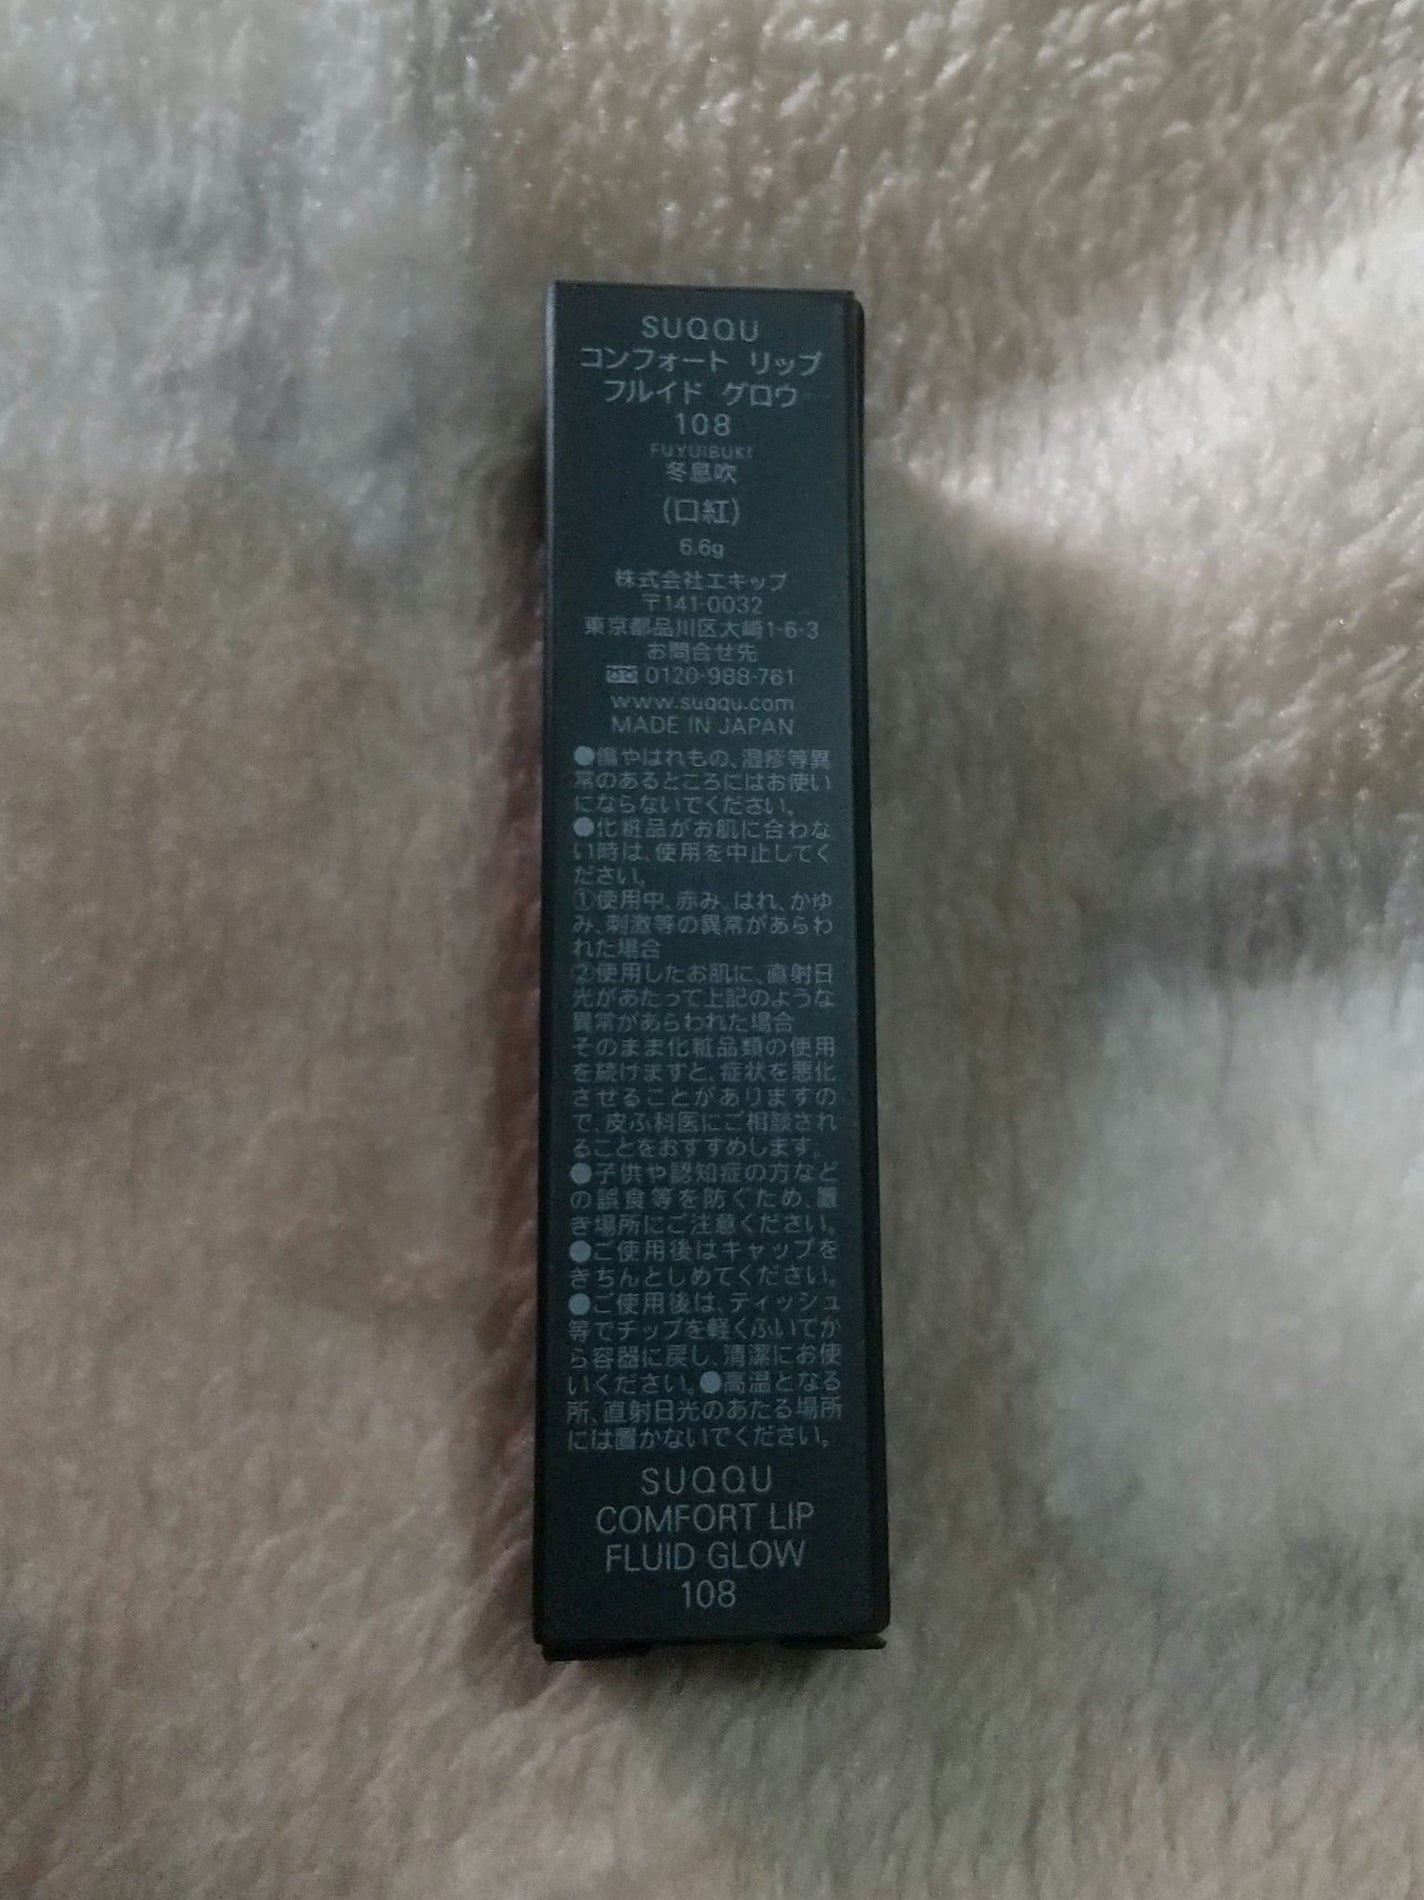 SUQQU
コンフォート リップ
フルイド グロウ
108
FUYUIBUKI
冬息吹
(口紅)
6.6g
株式会社エキップ
〒141-0032
東京都品川区大崎1-6-3
お問合せ先
0120-988-761
www.suqqu.com
MADE IN JAPAN
●傷やはれもの、湿疹等異
常のあるところにはお使い
にならないでください。
●化粧品がお肌に合わな
い時は、使用を中止してく
ださい。
①使用中、赤み、はれ、かゆ
み、刺激等の異常があらわ
れた場合
②使用したお肌に、直射日
光があたって上記のような
異常があらわれた場合
そのまま化粧品類の使用
を続けますと、症状を悪化
させることがありますの
で、皮ふ科医にご相談され
ることをおすすめします。
●子供や認知症の方など
の誤食等を防ぐため、置
き場所にご注意ください。
●ご使用後はキャップを
きちんとしめてください。
●ご使用後は、ティッシュ
等でチップを軽くふいてか
ら容器に戻し、清潔にお使
いください。●高温となる
所、直射日光のあたる場所
には置かないでください。
SUQQU
COMFORT LIP
FLUID GLOW
108